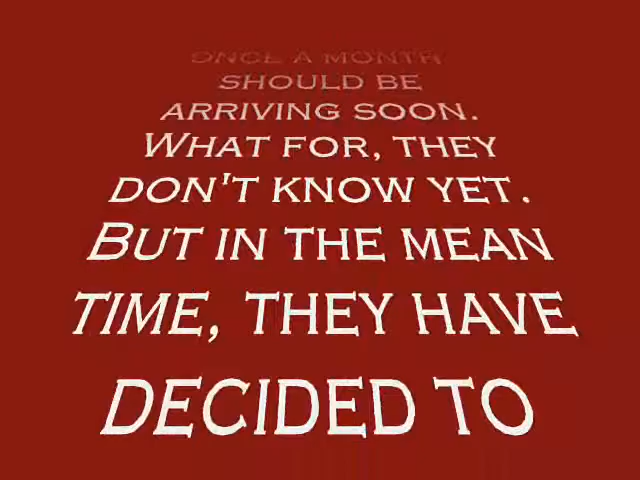 ONCE A MONTH
SHOULD BE
ARRIVING SOON.
WHAT FOR, THEY
DON'T KNOW YET.
BUT IN THE MEAN
TIME, THEY HAVE
DECIDED TO